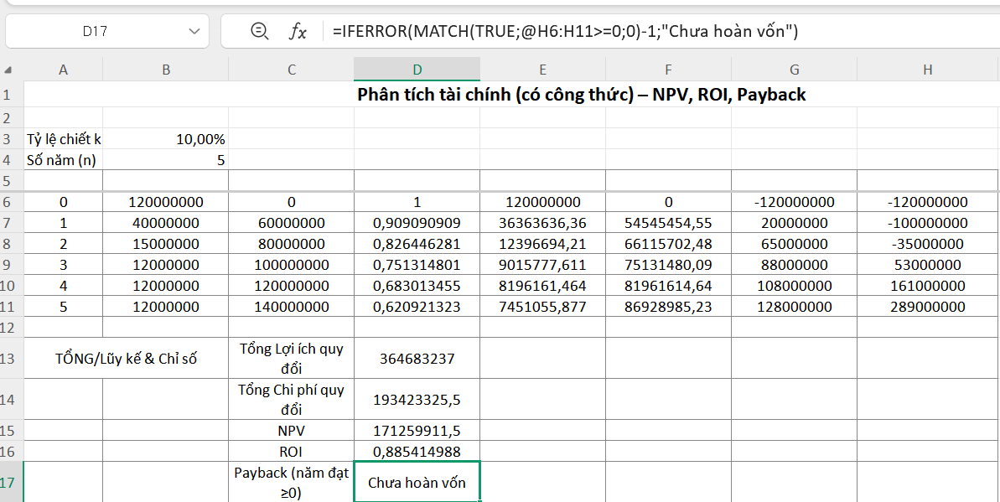 D17 fx =IFERROR(MATCH(TRUE;@H6:H11>=0;0)-1;"Chưa hoàn vốn")
A B C D E F G H
1 Phân tích tài chính (có công thức) – NPV, ROI, Payback
2
3 Tỷ lệ chiết k 10,00%
4 Số năm (n) 5
5
6 0 120000000 0 1 120000000 0 -120000000 -120000000
7 1 40000000 60000000 0,909090909 36363636,36 54545454,55 20000000 -100000000
8 2 15000000 80000000 0,826446281 12396694,21 66115702,48 65000000 -35000000
9 3 12000000 100000000 0,751314801 9015777,611 75131480,09 88000000 53000000
10 4 12000000 120000000 0,683013455 8196161,464 81961614,64 108000000 161000000
11 5 12000000 140000000 0,620921323 7451055,877 86928985,23 128000000 289000000
12
13 TỔNG/Lũy kế & Chỉ số Tổng Lợi ích quy
đổi 364683237
14 Tổng Chi phí quy
đổi 193423325,5
15 NPV 171259911,5
16 ROI 0,885414988
17 Payback (năm đạt
≥0) Chưa hoàn vốn